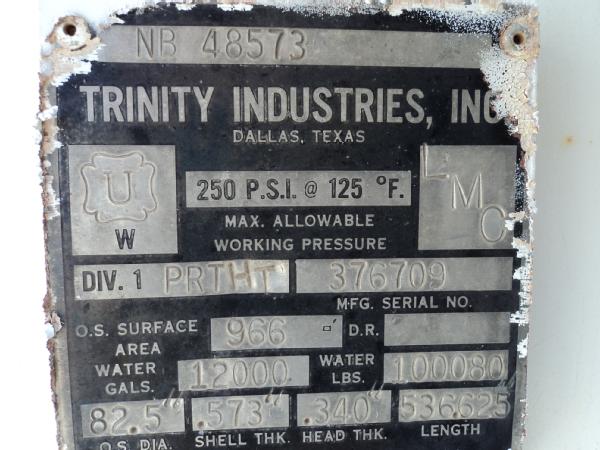 NB 48573
TRINITY INDUSTRIES, INC
DALLAS, TEXAS
U
W
250 P.S.I. @ 125 °F.
MAX. ALLOWABLE
WORKING PRESSURE
LMC
DIV. 1 PRTHT 376709
MFG. SERIAL NO.
O.S. SURFACE AREA 966 D.R.
WATER GALS. 12000 WATER LBS. 100080
82.5" .573" .340" 536.625"
O.S. DIA. SHELL THK. HEAD THK. LENGTH